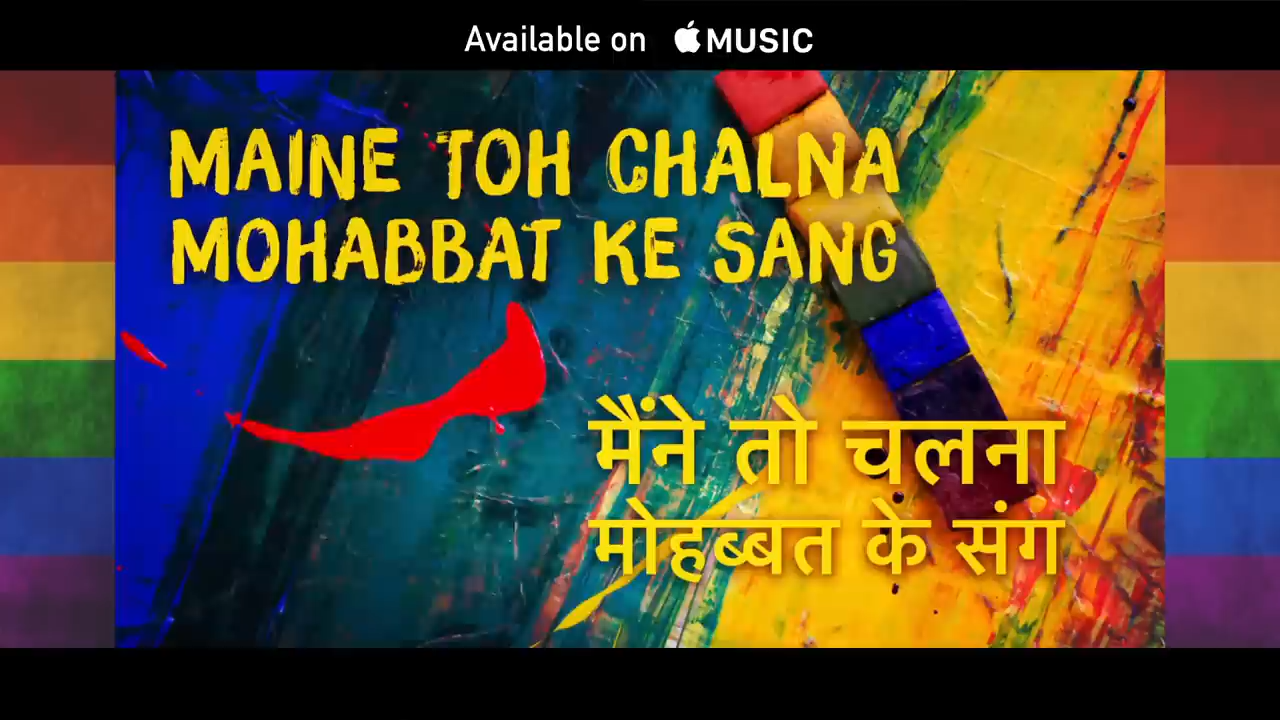 Available on MUSIC
MAINE TOH CHALNA
MOHABBAT KE SANG
मैंने तो चलना
मोहब्बत के संग